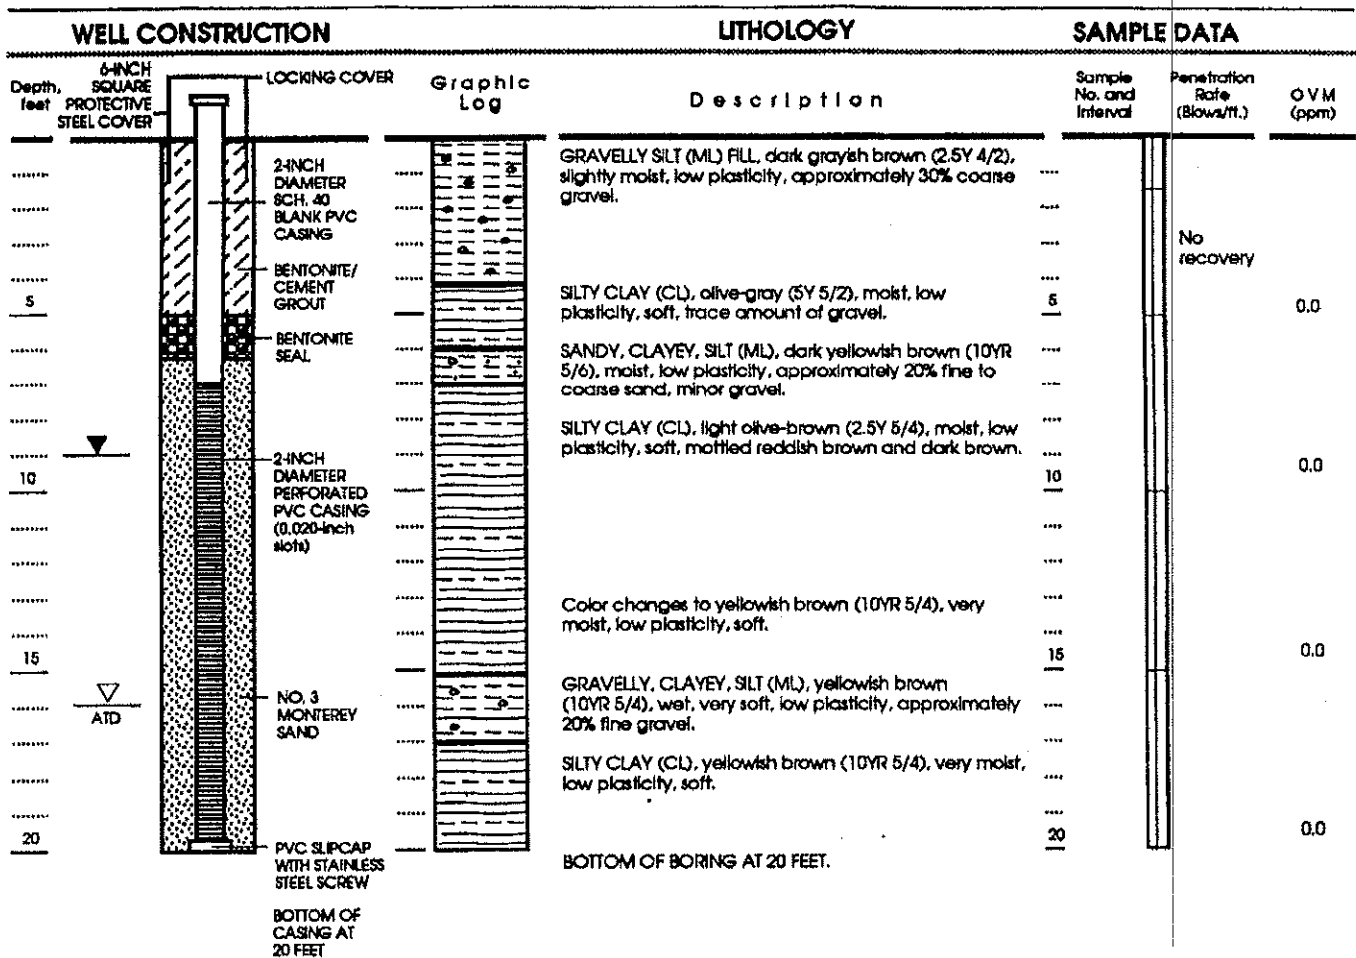 WELL CONSTRUCTION
LITHOLOGY
SAMPLE DATA
Depth,
feet
6-INCH
SQUARE
PROTECTIVE
STEEL COVER
LOCKING COVER
Graphic
Log
Description
Sample
No. and
Interval
Penetration
Rate
(Blows/ft.)
OVM
(ppm)
2-INCH
DIAMETER
SCH. 40
BLANK PVC
CASING
BENTONITE/
CEMENT
GROUT
BENTONITE
SEAL
2-INCH
DIAMETER
PERFORATED
PVC CASING
(0.020-inch
slots)
NO. 3
MONTEREY
SAND
PVC SLIPCAP
WITH STAINLESS
STEEL SCREW
BOTTOM OF
CASING AT
20 FEET
5
10
15
20
ATD
GRAVELLY SILT (ML) FILL, dark grayish brown (2.5Y 4/2),
slightly moist, low plasticity, approximately 30% coarse
gravel.
SILTY CLAY (CL), olive-gray (5Y 5/2), moist, low
plasticity, soft, trace amount of gravel.
SANDY, CLAYEY, SILT (ML), dark yellowish brown (10YR
5/6), moist, low plasticity, approximately 20% fine to
coarse sand, minor gravel.
SILTY CLAY (CL), light olive-brown (2.5Y 5/4), moist, low
plasticity, soft, mottled reddish brown and dark brown.
Color changes to yellowish brown (10YR 5/4), very
moist, low plasticity, soft.
GRAVELLY, CLAYEY, SILT (ML), yellowish brown
(10YR 5/4), wet, very soft, low plasticity, approximately
20% fine gravel.
SILTY CLAY (CL), yellowish brown (10YR 5/4), very moist,
low plasticity, soft.
BOTTOM OF BORING AT 20 FEET.
5
10
15
20
No
recovery
0.0
0.0
0.0
0.0